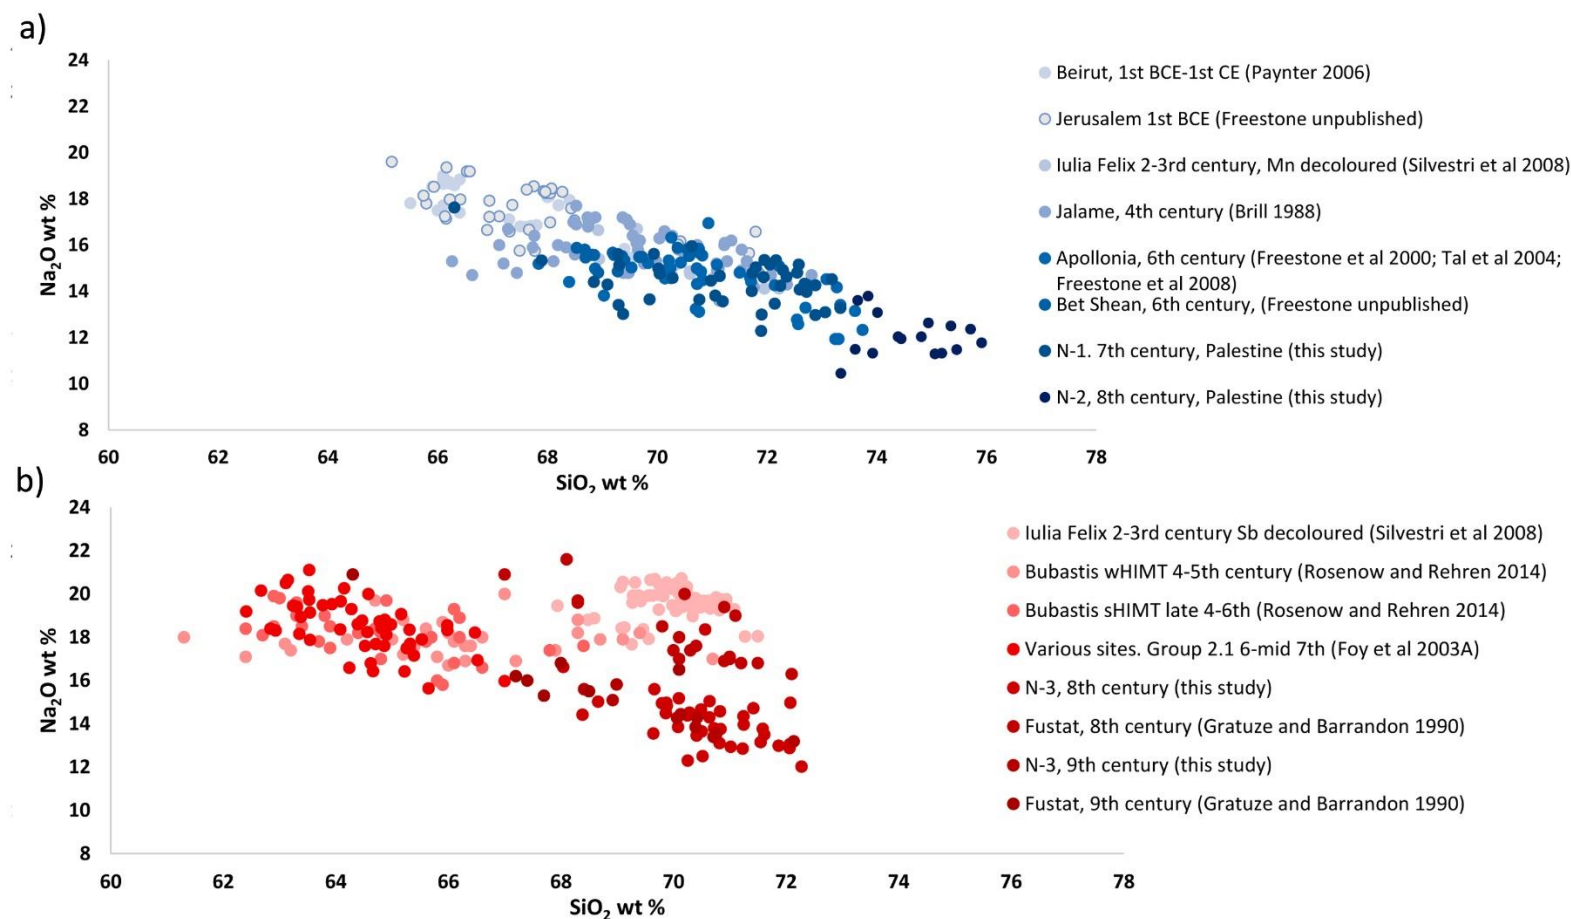 a)
24
22
20
18
16
14
12
10
8
Na2O wt %
60 62 64 66 68 70 72 74 76 78
SiO2 wt %
Beirut, 1st BCE-1st CE (Paynter 2006)
Jerusalem 1st BCE (Freestone unpublished)
Iulia Felix 2-3rd century, Mn decoloured (Silvestri et al 2008)
Jalame, 4th century (Brill 1988)
Apollonia, 6th century (Freestone et al 2000; Tal et al 2004;
Freestone et al 2008)
Bet Shean, 6th century, (Freestone unpublished)
N-1. 7th century, Palestine (this study)
N-2, 8th century, Palestine (this study)
b)
24
22
20
18
16
14
12
10
8
Na2O wt %
60 62 64 66 68 70 72 74 76 78
SiO2 wt %
Iulia Felix 2-3rd century Sb decoloured (Silvestri et al 2008)
Bubastis wHIMT 4-5th century (Rosenow and Rehren 2014)
Bubastis sHIMT late 4-6th (Rosenow and Rehren 2014)
Various sites. Group 2.1 6-mid 7th (Foy et al 2003A)
N-3, 8th century (this study)
Fustat, 8th century (Gratuze and Barrandon 1990)
N-3, 9th century (this study)
Fustat, 9th century (Gratuze and Barrandon 1990)